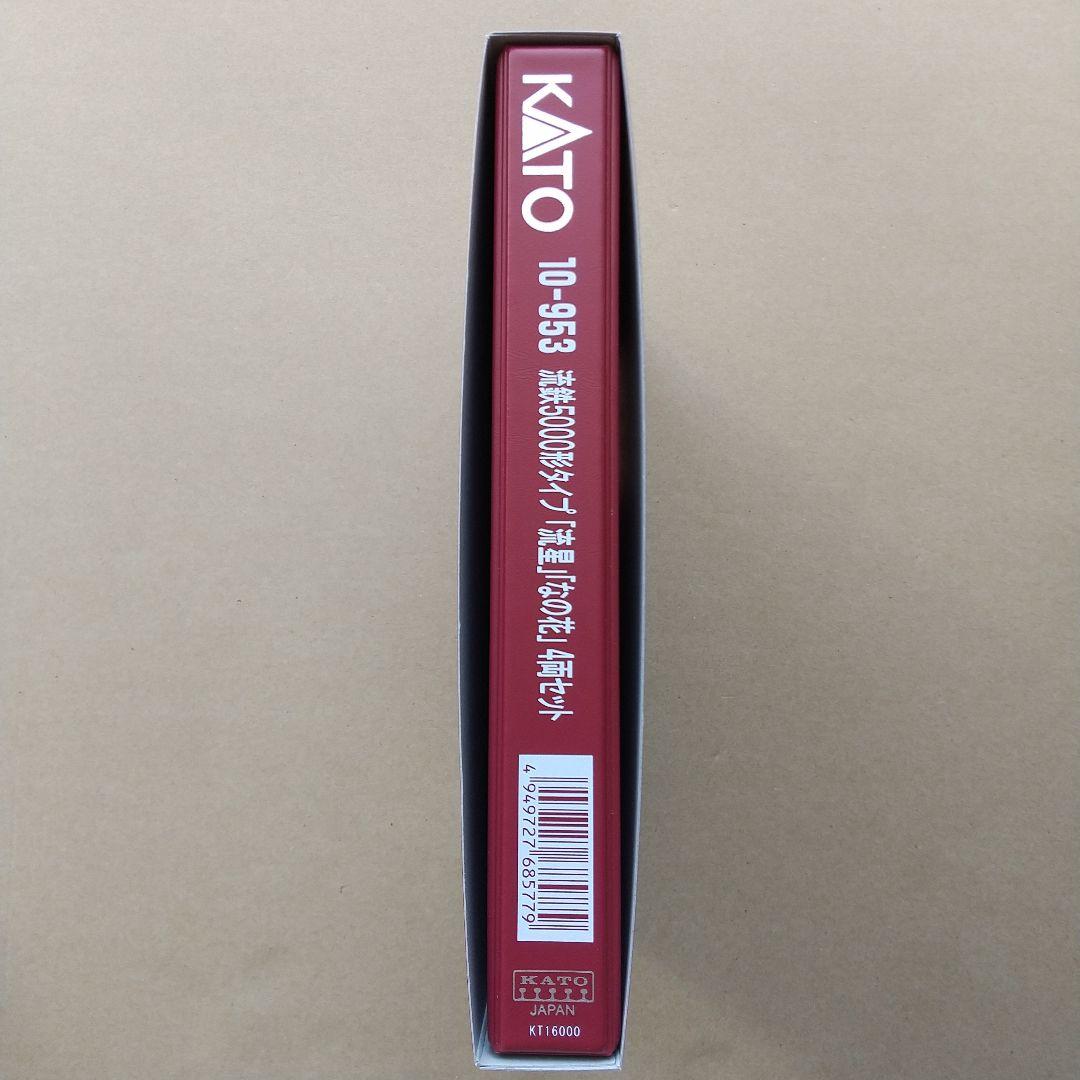 KATO
10-953
流鉄5000形タイプ「流星」「なの花」4両セット
4 949727 685779
KATO
JAPAN
KT16000